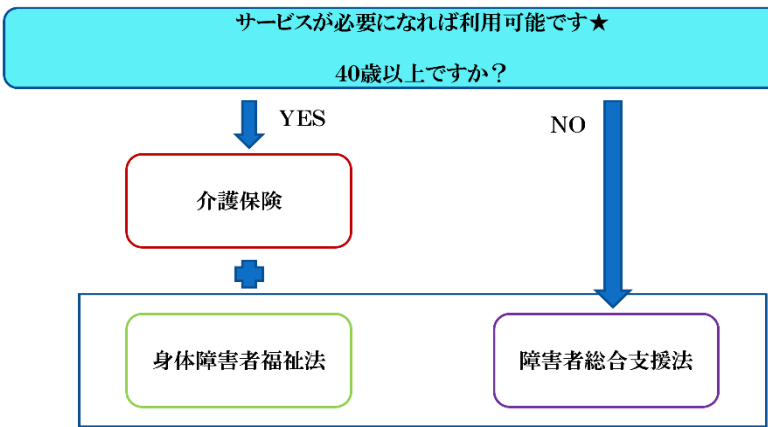 サービスが必要になれば利用可能です★
40歳以上ですか？
YES
NO
介護保険
身体障害者福祉法
障害者総合支援法